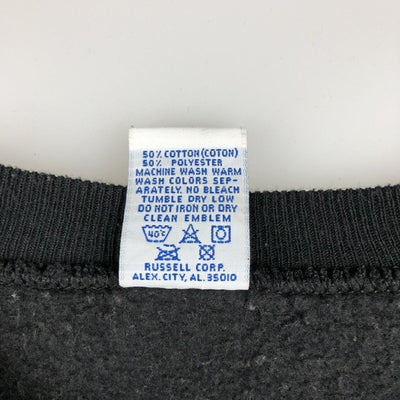 50% COTTON (COTON)
50% POLYESTER
MACHINE WASH WARM
WASH COLORS SEP-
ARATELY. NO BLEACH
TUMBLE DRY LOW
DO NOT IRON OR DRY
CLEAN EMBLEM
40°C
RUSSELL CORP.
ALEX. CITY, AL. 35010